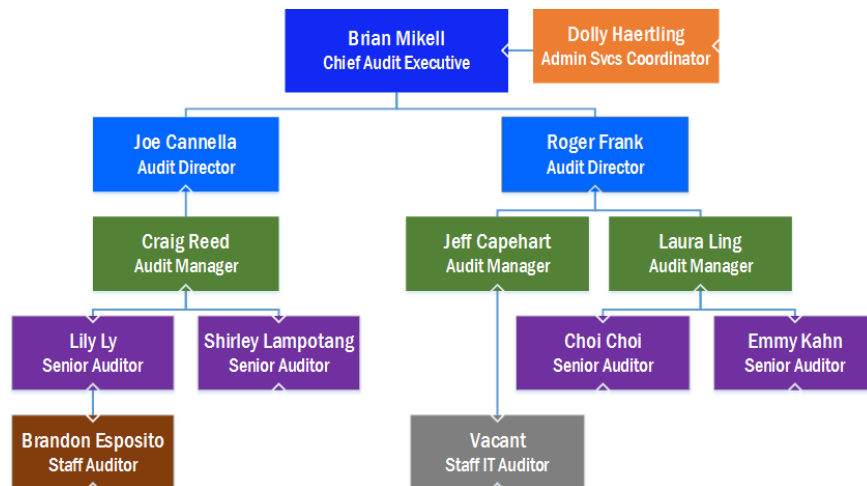 Brian Mikell
Chief Audit Executive
Dolly Haertling
Admin Svcs Coordinator
Joe Cannella
Audit Director
Roger Frank
Audit Director
Craig Reed
Audit Manager
Jeff Capehart
Audit Manager
Laura Ling
Audit Manager
Lily Ly
Senior Auditor
Shirley Lampotang
Senior Auditor
Choi Choi
Senior Auditor
Emmy Kahn
Senior Auditor
Brandon Esposito
Staff Auditor
Vacant
Staff IT Auditor